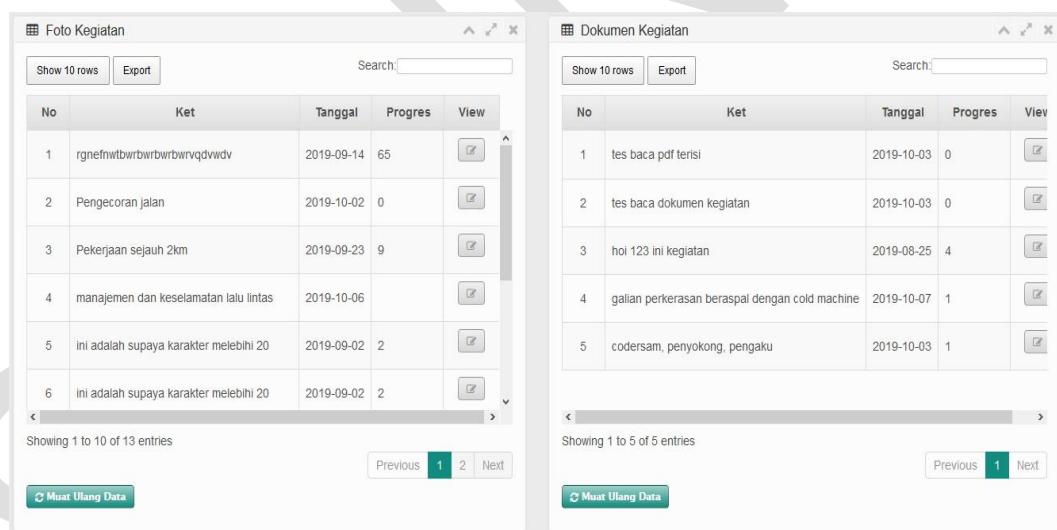 Foto Kegiatan
Show 10 rows Export Search:
No Ket Tanggal Progres View
1 rgnefnwtbwrbwrbwrbwrvqdvwdv 2019-09-14 65
2 Pengecoran jalan 2019-10-02 0
3 Pekerjaan sejauh 2km 2019-09-23 9
4 manajemen dan keselamatan lalu lintas 2019-10-06
5 ini adalah supaya karakter melebihi 20 2019-09-02 2
6 ini adalah supaya karakter melebihi 20 2019-09-02 2
Showing 1 to 10 of 13 entries
Previous 1 2 Next
Muat Ulang Data
Dokumen Kegiatan
Show 10 rows Export Search:
No Ket Tanggal Progres View
1 tes baca pdf terisi 2019-10-03 0
2 tes baca dokumen kegiatan 2019-10-03 0
3 hoi 123 ini kegiatan 2019-08-25 4
4 galian perkerasan beraspal dengan cold machine 2019-10-07 1
5 codersam, penyokong, pengaku 2019-10-03 1
Showing 1 to 5 of 5 entries
Previous 1 Next
Muat Ulang Data